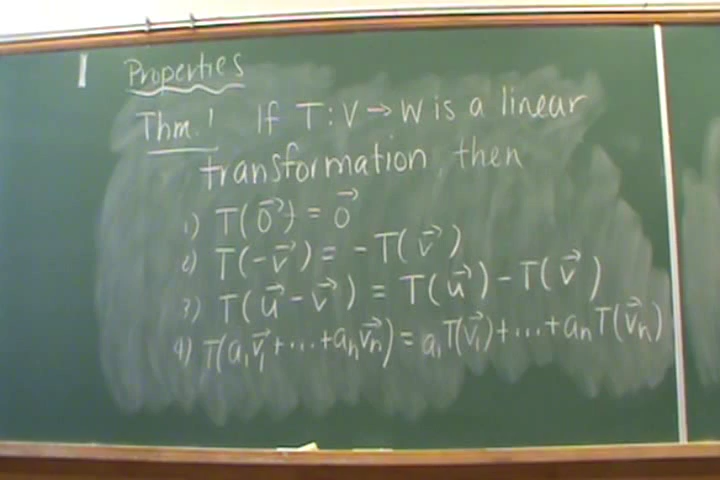 Properties
Thm. 1 If T: V → W is a linear
transformation, then
1) T(0⃗) = 0⃗
2) T(-v⃗) = -T(v⃗)
3) T(u⃗ - v⃗) = T(u⃗) - T(v⃗)
4) T(a₁v⃗₁ + ... + aₙv⃗ₙ) = a₁T(v⃗₁) + ... + aₙT(v⃗ₙ)